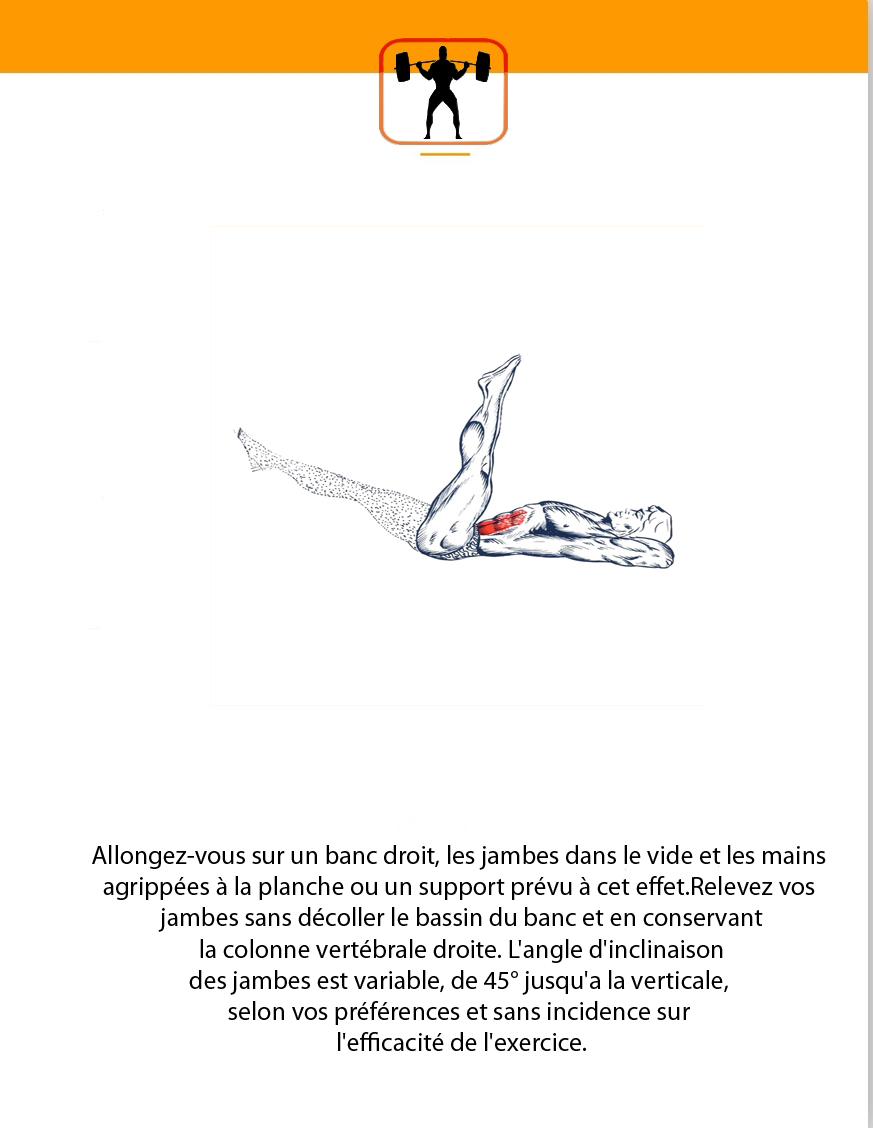 Allongez-vous sur un banc droit, les jambes dans le vide et les mains
agrippées à la planche ou un support prévu à cet effet.Relevez vos
jambes sans décoller le bassin du banc et en conservant
la colonne vertébrale droite. L'angle d'inclinaison
des jambes est variable, de 45° jusqu'a la verticale,
selon vos préférences et sans incidence sur
l'efficacité de l'exercice.